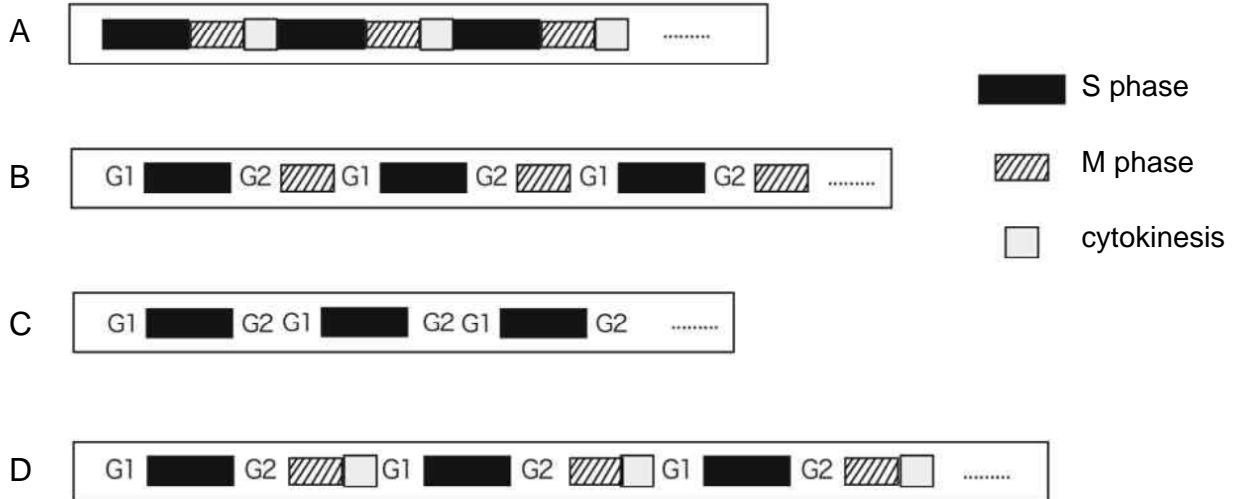 A .........
S phase
B G1 G2 G1 G2 G1 G2 .........
M phase
cytokinesis
C G1 G2 G1 G2 G1 G2 .........
D G1 G2 G1 G2 G1 G2 .........